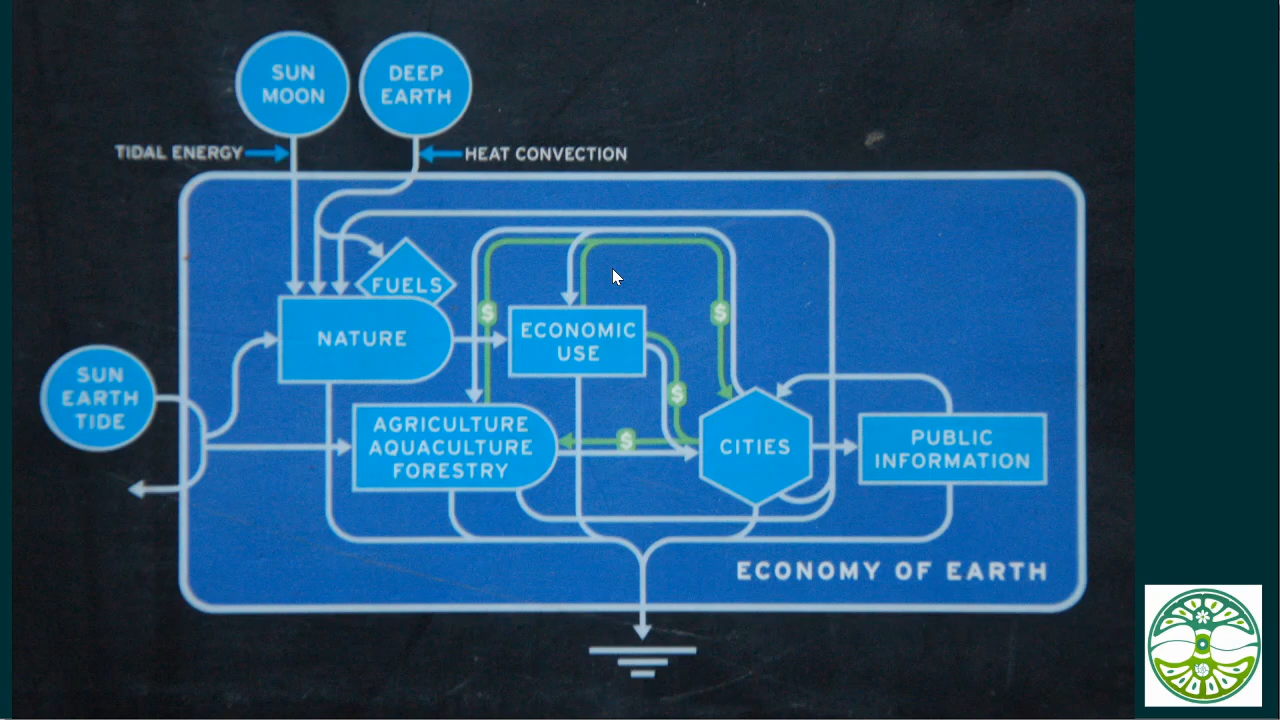 SUN
MOON
DEEP
EARTH
TIDAL ENERGY
HEAT CONVECTION
FUELS
NATURE
$
$
ECONOMIC
USE
SUN
EARTH
TIDE
$
AGRICULTURE
AQUACULTURE
FORESTRY
$
CITIES
PUBLIC
INFORMATION
ECONOMY OF EARTH